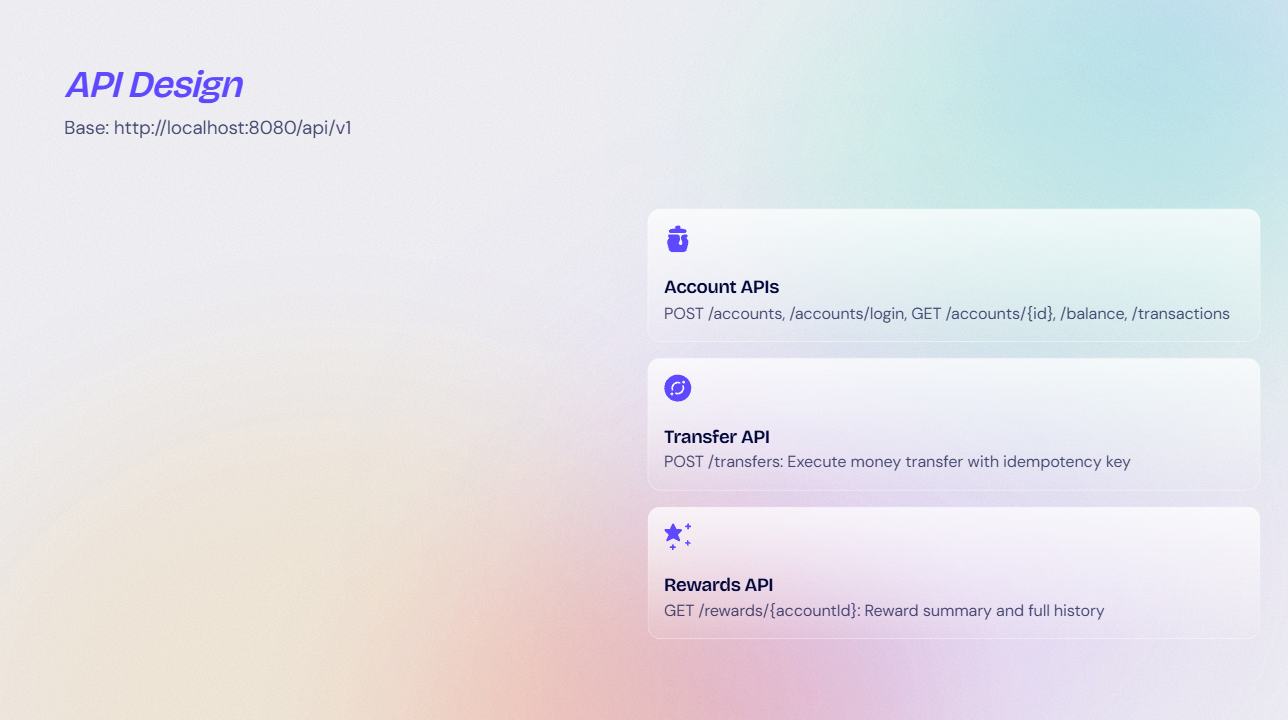 API Design
Base: http://localhost:8080/api/v1
Account APIs
POST /accounts, /accounts/login, GET /accounts/{id}, /balance, /transactions
Transfer API
POST /transfers: Execute money transfer with idempotency key
Rewards API
GET /rewards/{accountId}: Reward summary and full history